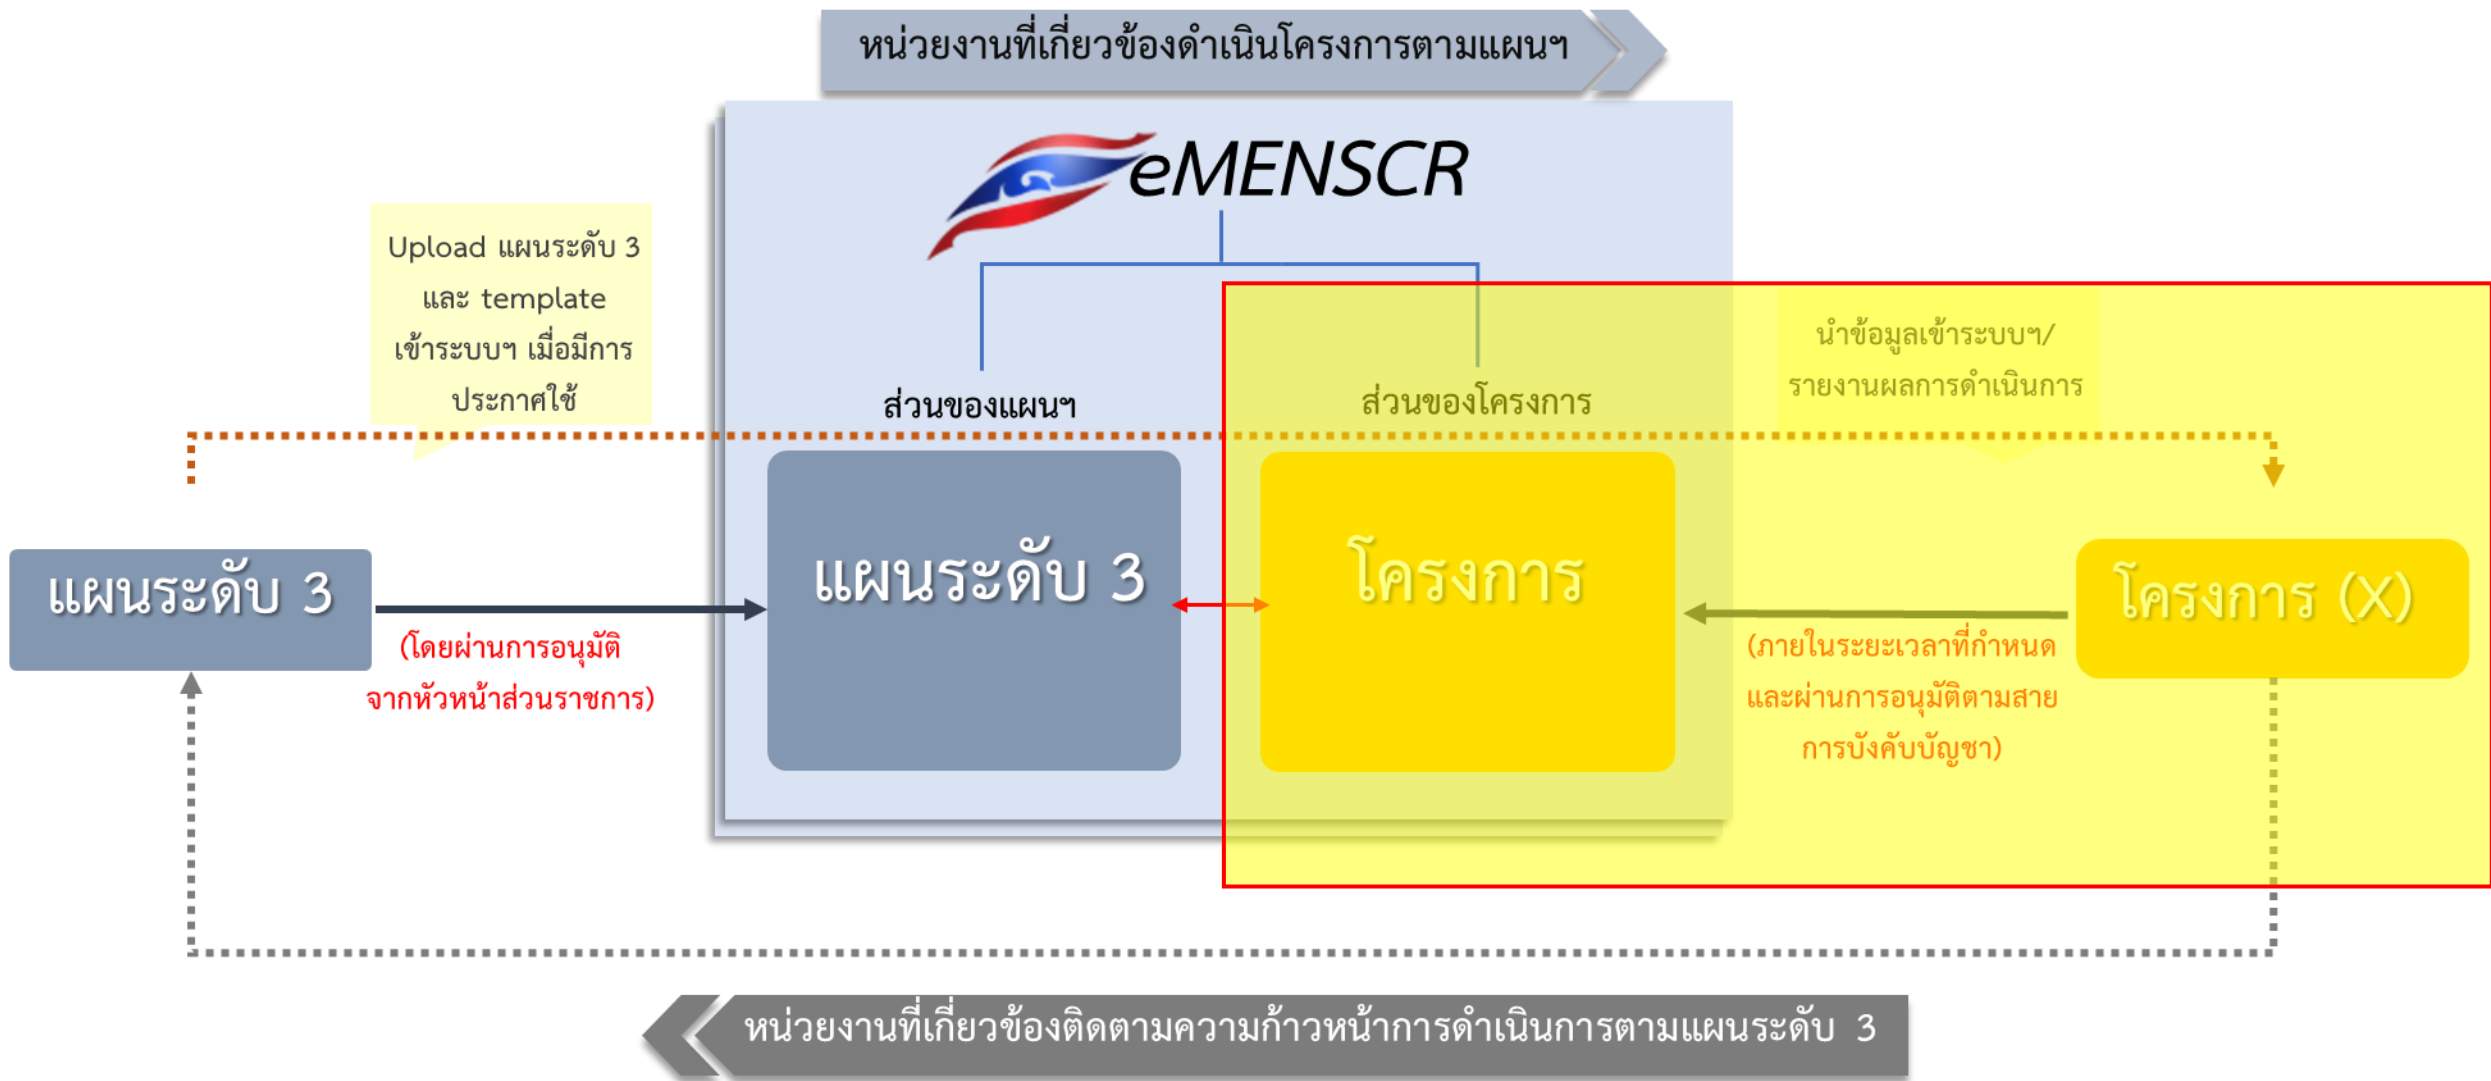 หน่วยงานที่เกี่ยวข้องดำเนินโครงการตามแผนฯ
eMENSCR
Upload แผนระดับ 3
และ template
เข้าระบบฯ เมื่อมีการ
ประกาศใช้
นำข้อมูลเข้าระบบฯ/
รายงานผลการดำเนินการ
ส่วนของแผนฯ
ส่วนของโครงการ
แผนระดับ 3
แผนระดับ 3
โครงการ
โครงการ (X)
(โดยผ่านการอนุมัติ
จากหัวหน้าส่วนราชการ)
(ภายในระยะเวลาที่กำหนด
และผ่านการอนุมัติตามสาย
การบังคับบัญชา)
หน่วยงานที่เกี่ยวข้องติดตามความก้าวหน้าการดำเนินการตามแผนระดับ 3